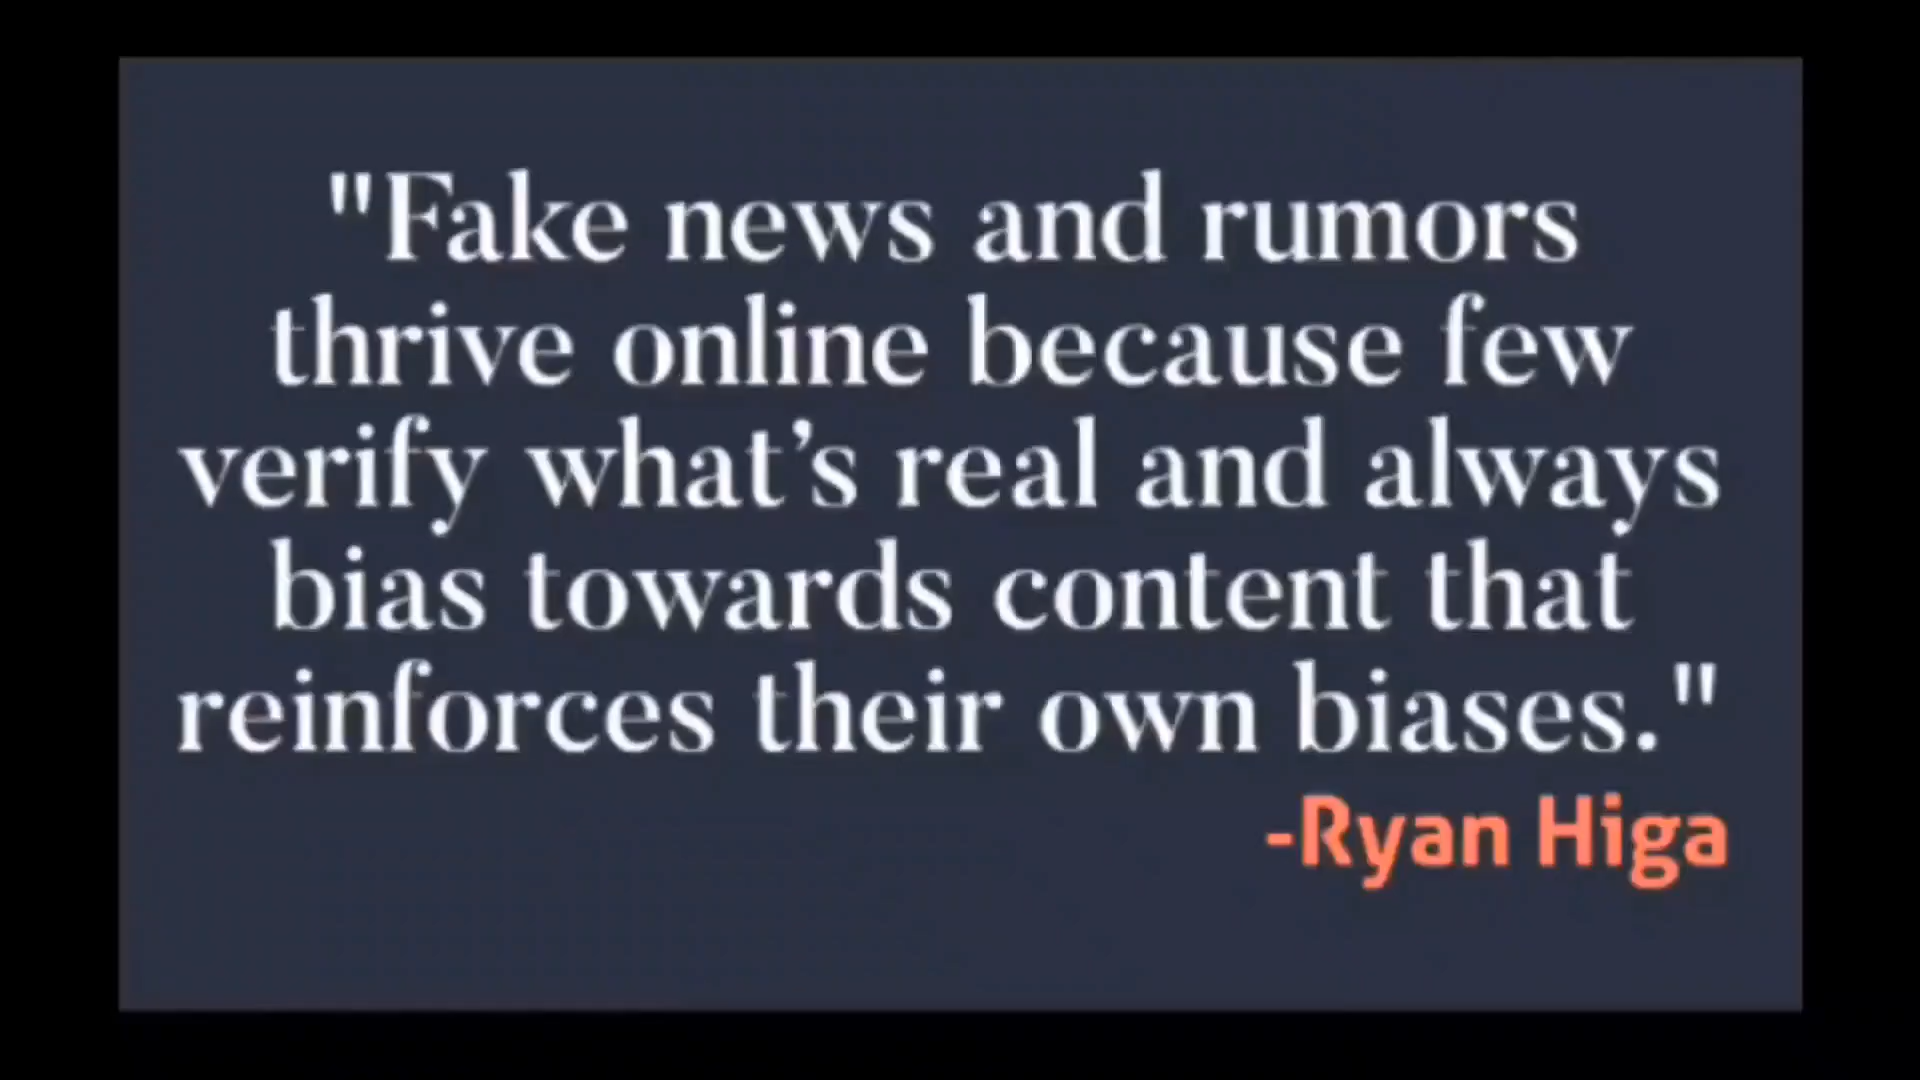 "Fake news and rumors
thrive online because few
verify what’s real and always
bias towards content that
reinforces their own biases."
-Ryan Higa